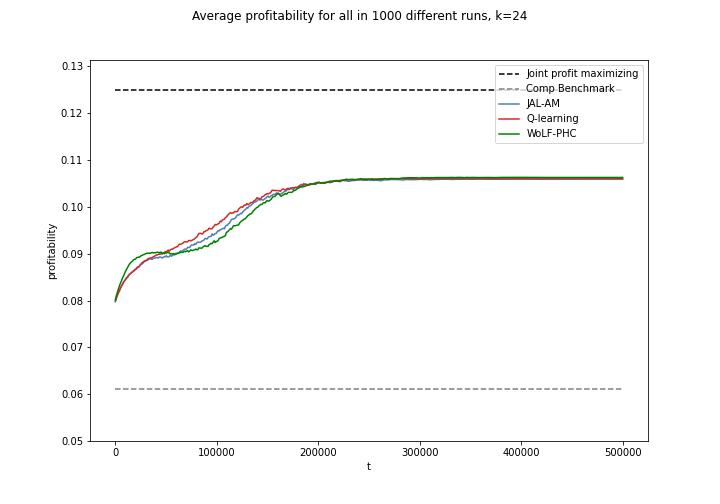 Average profitability for all in 1000 different runs, k=24
Joint profit maximizing
Comp Benchmark
JAL-AM
Q-learning
WoLF-PHC
profitability
0.13
0.12
0.11
0.10
0.09
0.08
0.07
0.06
0.05
0
100000
200000
300000
400000
500000
t